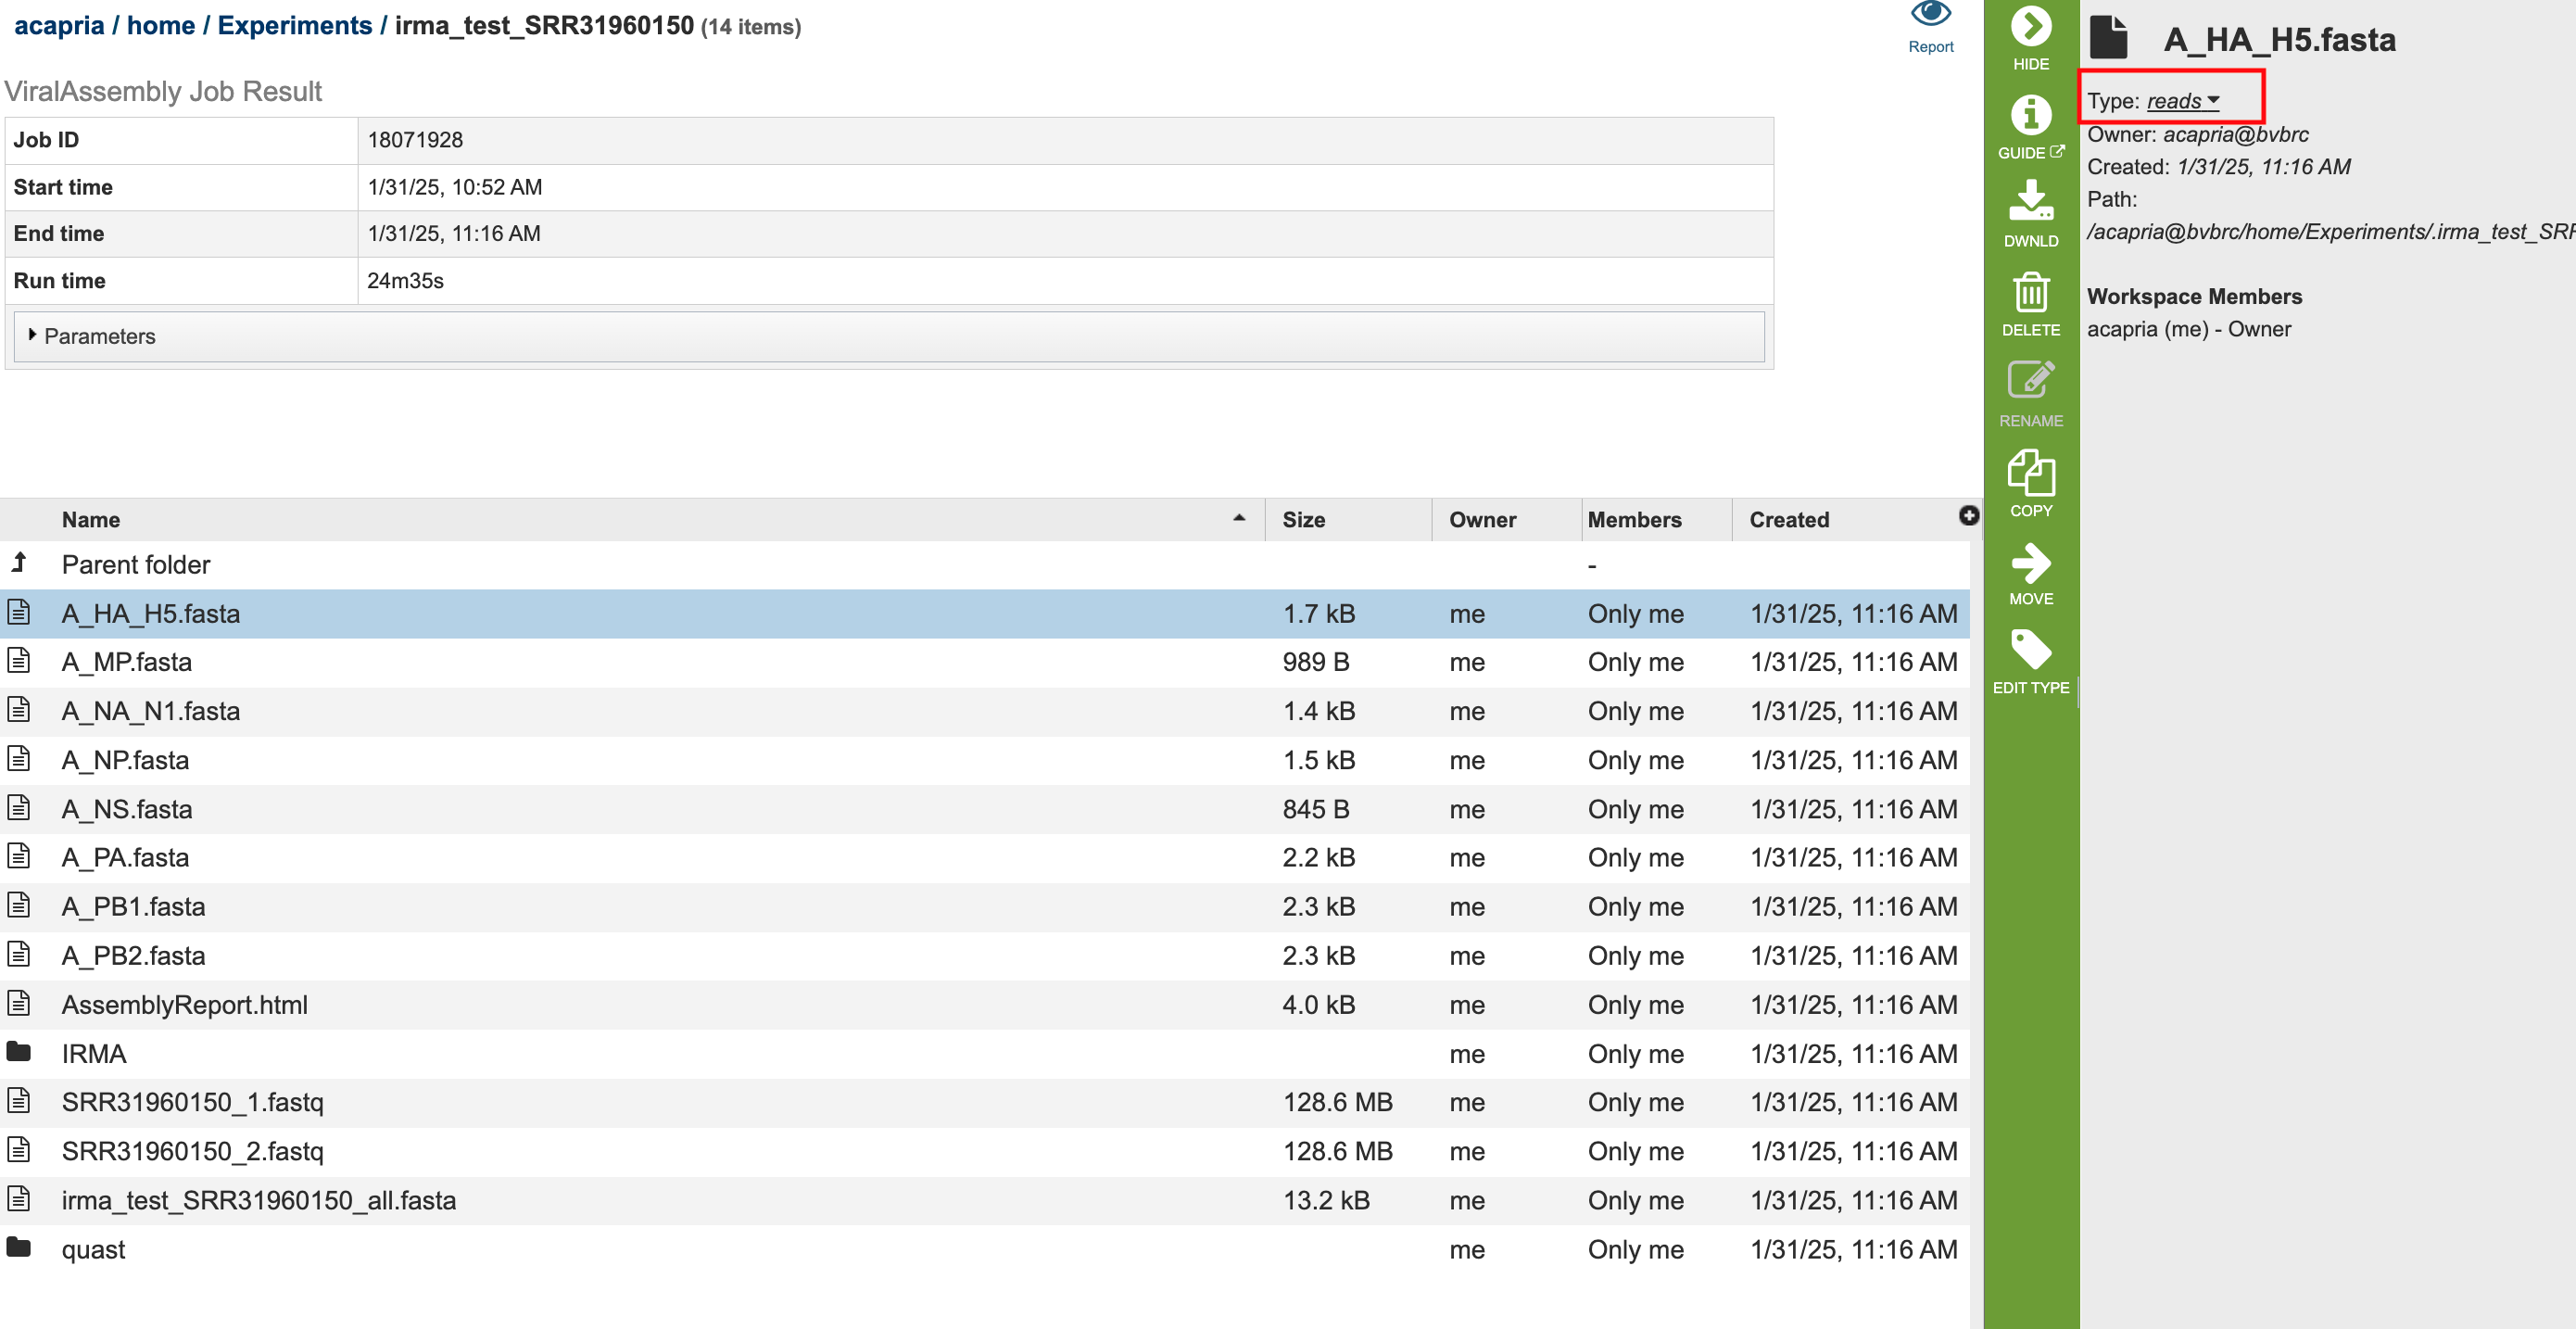 acapria / home / Experiments / irma_test_SRR31960150 (14 items)
Report
ViralAssembly Job Result
Job ID 18071928
Start time 1/31/25, 10:52 AM
End time 1/31/25, 11:16 AM
Run time 24m35s
Parameters
Name Size Owner Members Created
Parent folder -
A_HA_H5.fasta 1.7 kB me Only me 1/31/25, 11:16 AM
A_MP.fasta 989 B me Only me 1/31/25, 11:16 AM
A_NA_N1.fasta 1.4 kB me Only me 1/31/25, 11:16 AM
A_NP.fasta 1.5 kB me Only me 1/31/25, 11:16 AM
A_NS.fasta 845 B me Only me 1/31/25, 11:16 AM
A_PA.fasta 2.2 kB me Only me 1/31/25, 11:16 AM
A_PB1.fasta 2.3 kB me Only me 1/31/25, 11:16 AM
A_PB2.fasta 2.3 kB me Only me 1/31/25, 11:16 AM
AssemblyReport.html 4.0 kB me Only me 1/31/25, 11:16 AM
IRMA me Only me 1/31/25, 11:16 AM
SRR31960150_1.fastq 128.6 MB me Only me 1/31/25, 11:16 AM
SRR31960150_2.fastq 128.6 MB me Only me 1/31/25, 11:16 AM
irma_test_SRR31960150_all.fasta 13.2 kB me Only me 1/31/25, 11:16 AM
quast me Only me 1/31/25, 11:16 AM
HIDE
GUIDE
DWNLD
DELETE
RENAME
COPY
MOVE
EDIT TYPE
A_HA_H5.fasta
Type: reads
Owner: acapria@bvbrc
Created: 1/31/25, 11:16 AM
Path:
/acapria@bvbrc/home/Experiments/.irma_test_SRR
Workspace Members
acapria (me) - Owner